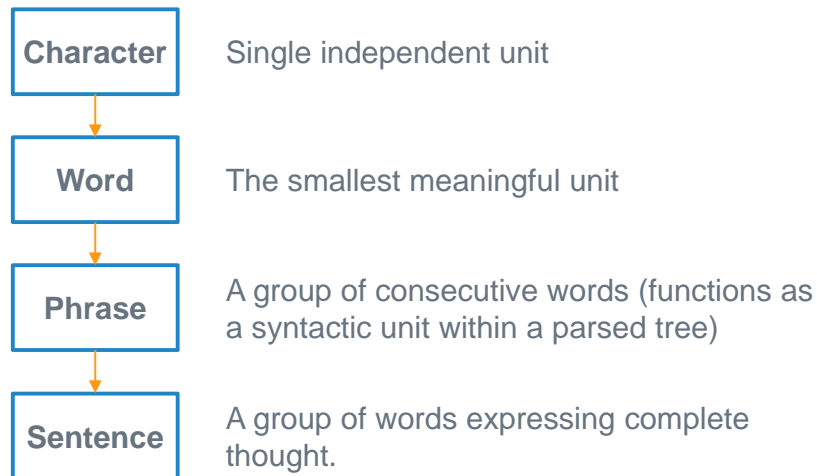 Character
Single independent unit
Word
The smallest meaningful unit
Phrase
A group of consecutive words (functions as
a syntactic unit within a parsed tree)
Sentence
A group of words expressing complete
thought.